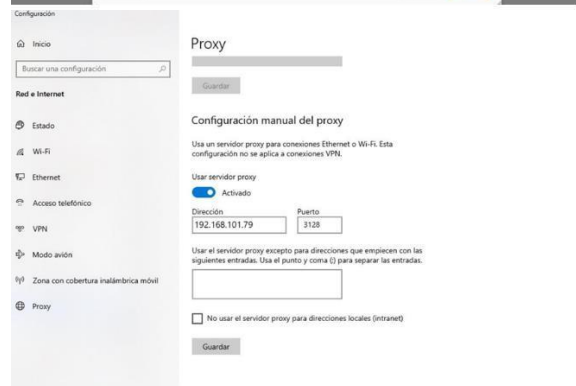 Configuración
Inicio
Buscar una configuración
Red e Internet
Estado
Wi-Fi
Ethernet
Acceso telefónico
VPN
Modo avión
Zona con cobertura inalámbrica móvil
Proxy
Proxy
Guardar
Configuración manual del proxy
Usa un servidor proxy para conexiones Ethernet o Wi-Fi. Esta
configuración no se aplica a conexiones VPN.
Usar servidor proxy
Activado
Dirección Puerto
192.168.101.79 3128
Usar el servidor proxy excepto para direcciones que empiecen con las
siguientes entradas. Usa el punto y coma (;) para separar las entradas.
No usar el servidor proxy para direcciones locales (intranet)
Guardar